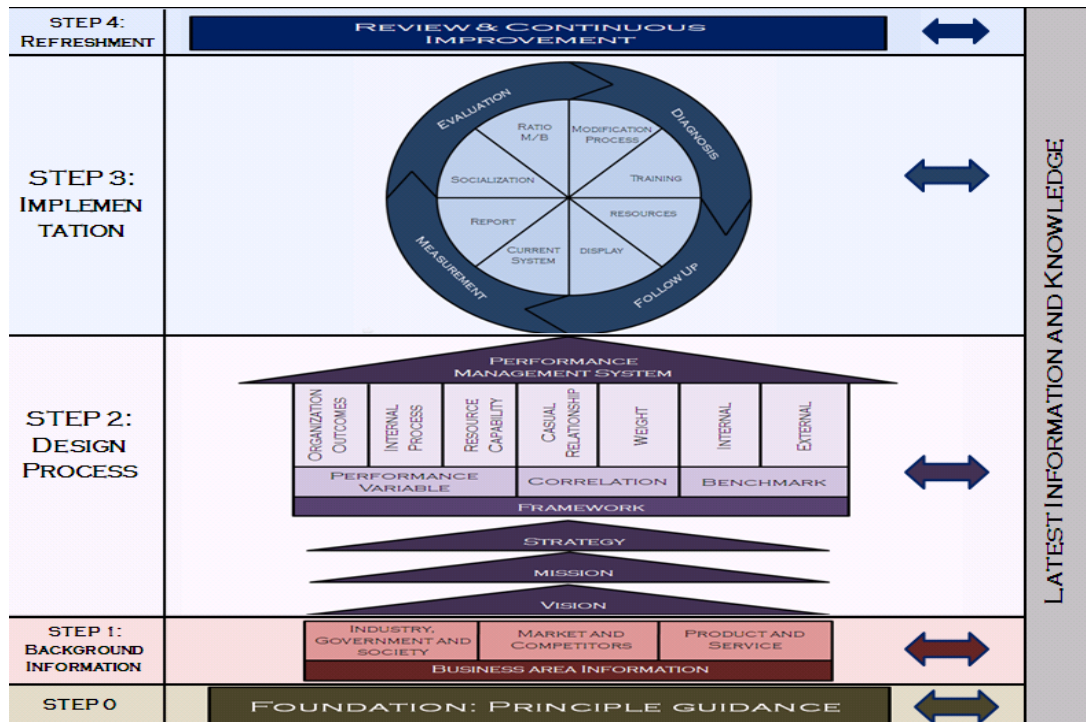 STEP 4:
REFRESHMENT
REVIEW & CONTINUOUS
IMPROVEMENT
STEP 3:
IMPLEMEN
TATION
EVALUATION
DIAGNOSIS
FOLLOW UP
MEASUREMENT
RATIO
M/B
MODIFICATION
PROCESS
TRAINING
RESOURCES
DISPLAY
CURRENT
SYSTEM
REPORT
SOCIALIZATION
STEP 2:
DESIGN
PROCESS
PERFORMANCE
MANAGEMENT SYSTEM
ORGANIZATION
OUTCOMES
INTERNAL
PROCESS
RESOURCE
CAPABILITY
CASUAL
RELATIONSHIP
WEIGHT
INTERNAL
EXTERNAL
PERFORMANCE
VARIABLE
CORRELATION
BENCHMARK
FRAMEWORK
STRATEGY
MISSION
VISION
STEP 1:
BACKGROUND
INFORMATION
INDUSTRY,
GOVERNMENT AND
SOCIETY
MARKET AND
COMPETITORS
PRODUCT AND
SERVICE
BUSINESS AREA INFORMATION
STEP 0
FOUNDATION: PRINCIPLE GUIDANCE
LATEST INFORMATION AND KNOWLEDGE